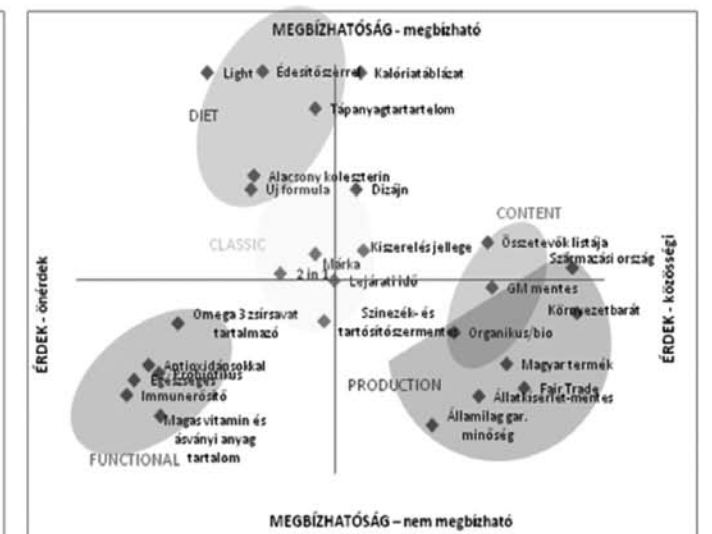 MEGBÍZHATÓSÁG - megbízható
Light
Édesítőszerrel
Kalóriatáblázat
DIET
Tápanyagtartartelom
Alacsony koleszterin
Új formula
Dizájn
CONTENT
CLASSIC
Kiszerelés jellege
Összetevők listája
Származási ország
Márka
2 in 1
Lejárati idő
GM mentes
ÉRDEK - önérdek
ÉRDEK - közösségi
Omega 3 zsírsavat
tartalmazó
Színezék- és
tartósítószermentes
Környezetbarát
Organikus/bio
Antioxidánsokkal
Probiotikus
Egészséges
Immunerősítő
Magyar termék
PRODUCTION
Fair Trade
Állatkísérlet-mentes
Magas vitamin és
ásványi anyag
tartalom
Államilag gar.
minőség
FUNCTIONAL
MEGBÍZHATÓSÁG – nem megbízható